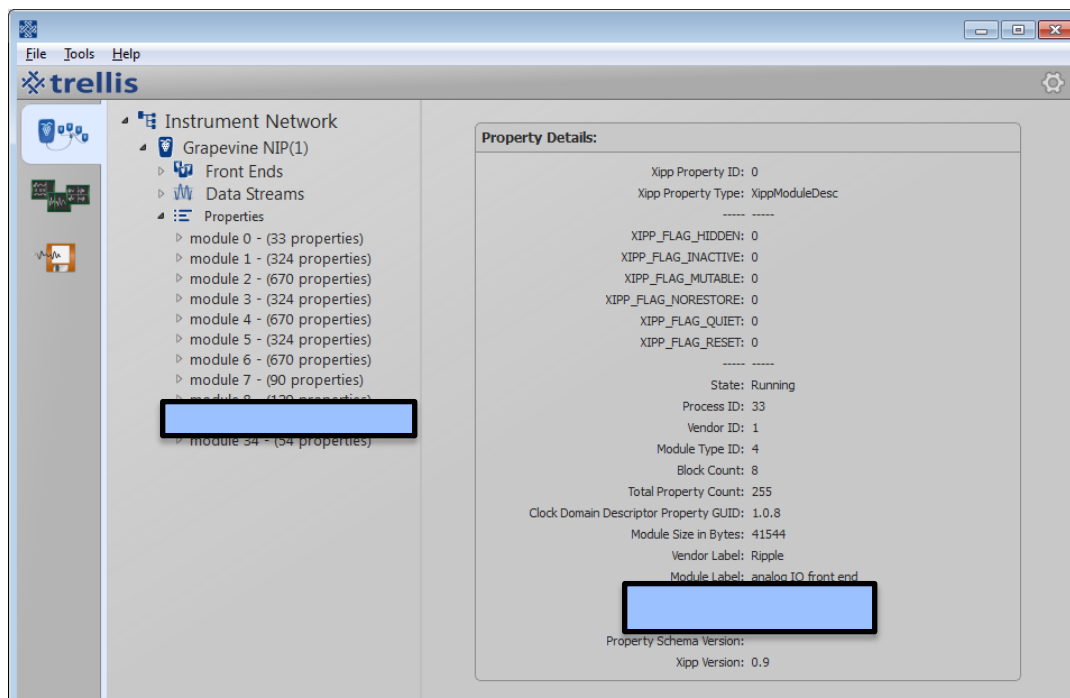 File Tools Help
trellis
Instrument Network
Grapevine NIP(1)
Front Ends
Data Streams
Properties
module 0 - (33 properties)
module 1 - (324 properties)
module 2 - (670 properties)
module 3 - (324 properties)
module 4 - (670 properties)
module 5 - (324 properties)
module 6 - (670 properties)
module 7 - (90 properties)
module 34 - (54 properties)
Property Details:
Xipp Property ID: 0
Xipp Property Type: XippModuleDesc
----- -----
XIPP_FLAG_HIDDEN: 0
XIPP_FLAG_INACTIVE: 0
XIPP_FLAG_MUTABLE: 0
XIPP_FLAG_NORESTORE: 0
XIPP_FLAG_QUIET: 0
XIPP_FLAG_RESET: 0
----- -----
State: Running
Process ID: 33
Vendor ID: 1
Module Type ID: 4
Block Count: 8
Total Property Count: 255
Clock Domain Descriptor Property GUID: 1.0.8
Module Size in Bytes: 41544
Vendor Label: Ripple
Module Label: analog IO front end
Property Schema Version:
Xipp Version: 0.9